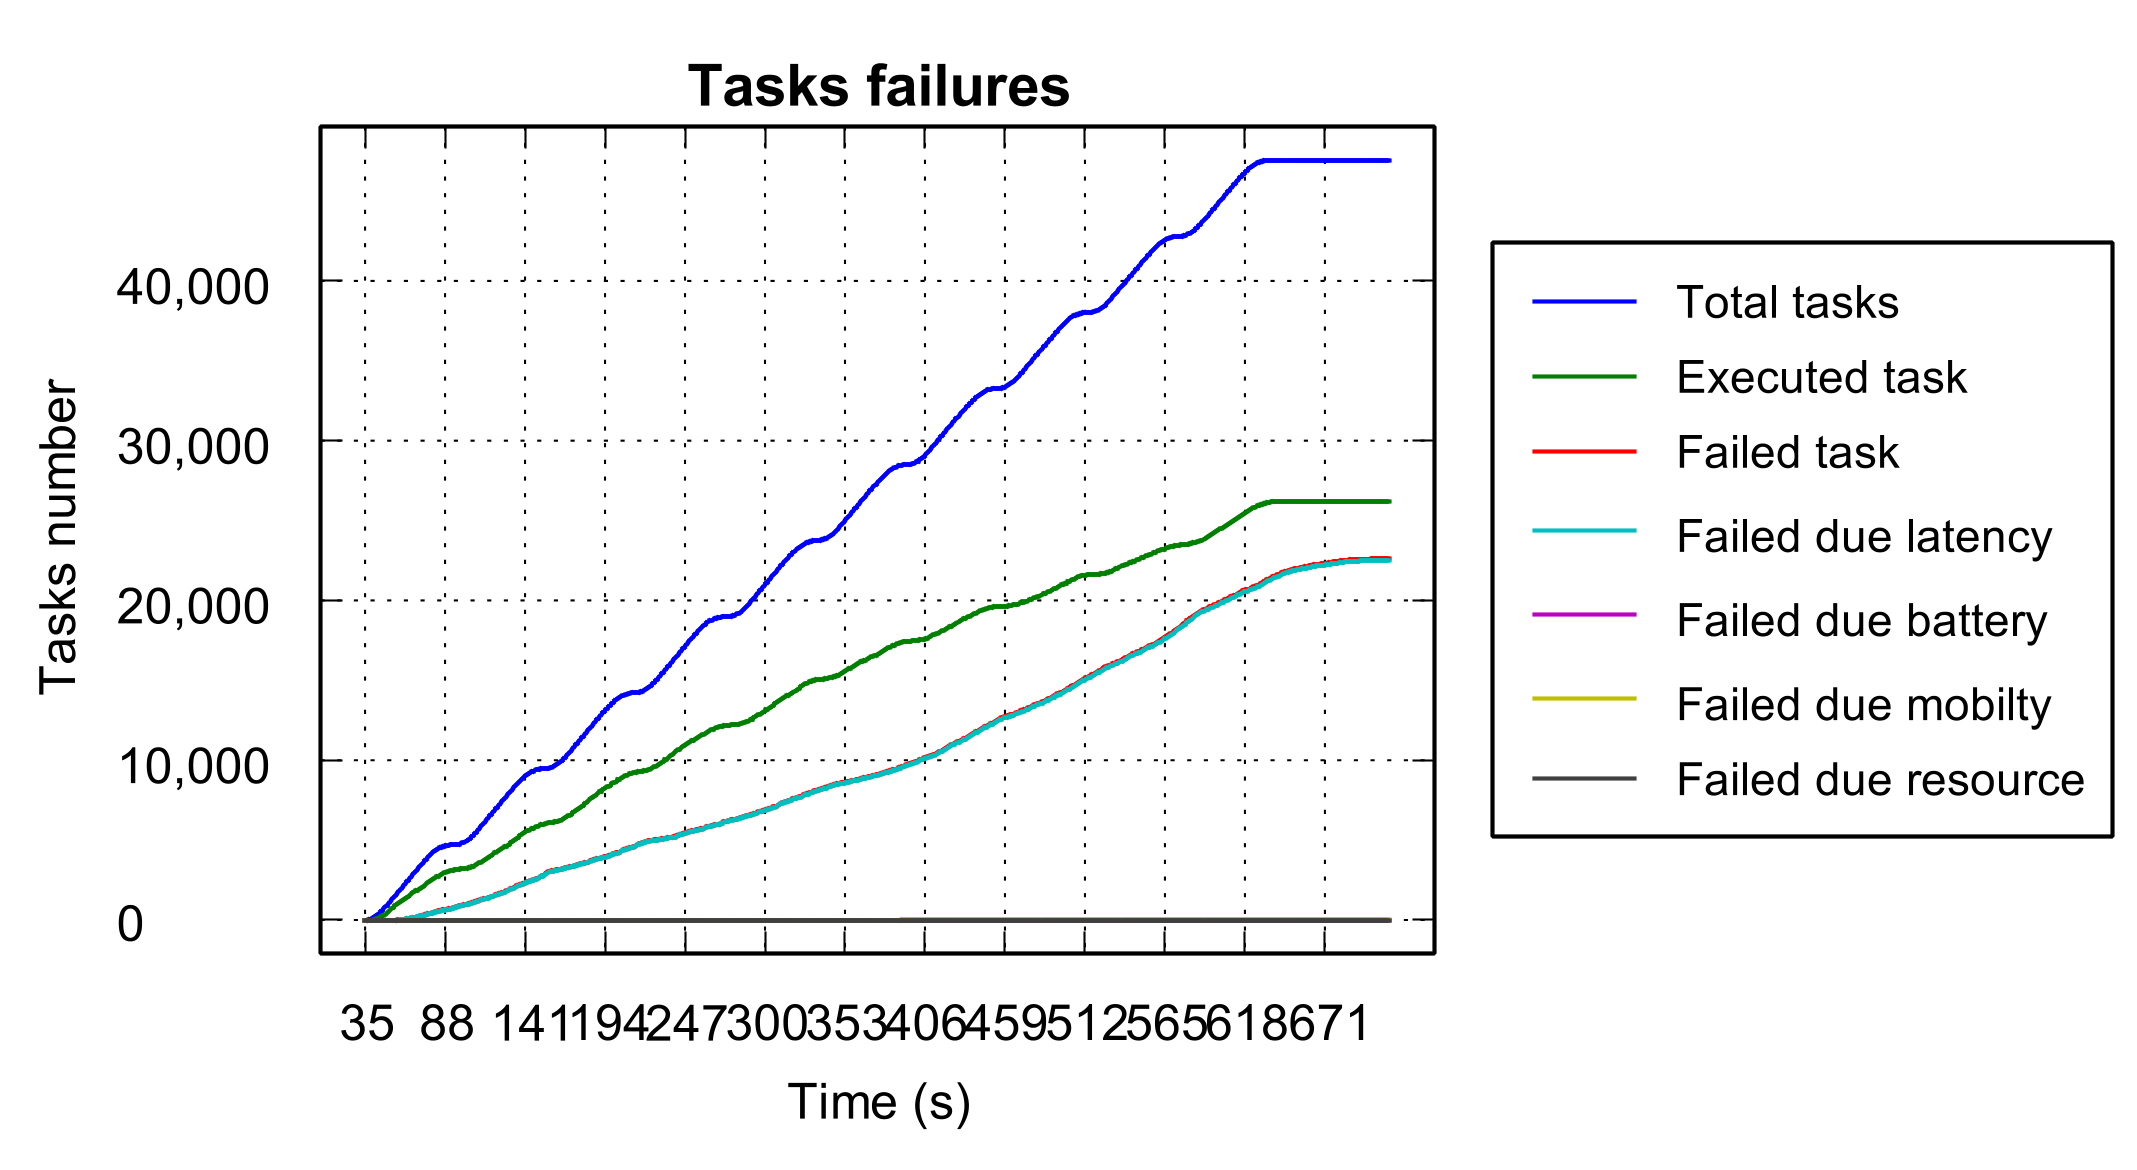 Tasks failures
Tasks number
40,000
30,000
20,000
10,000
0
35 88 141 194 247 300 353 406 459 512 565 618 671
Time (s)
Total tasks
Executed task
Failed task
Failed due latency
Failed due battery
Failed due mobilty
Failed due resource